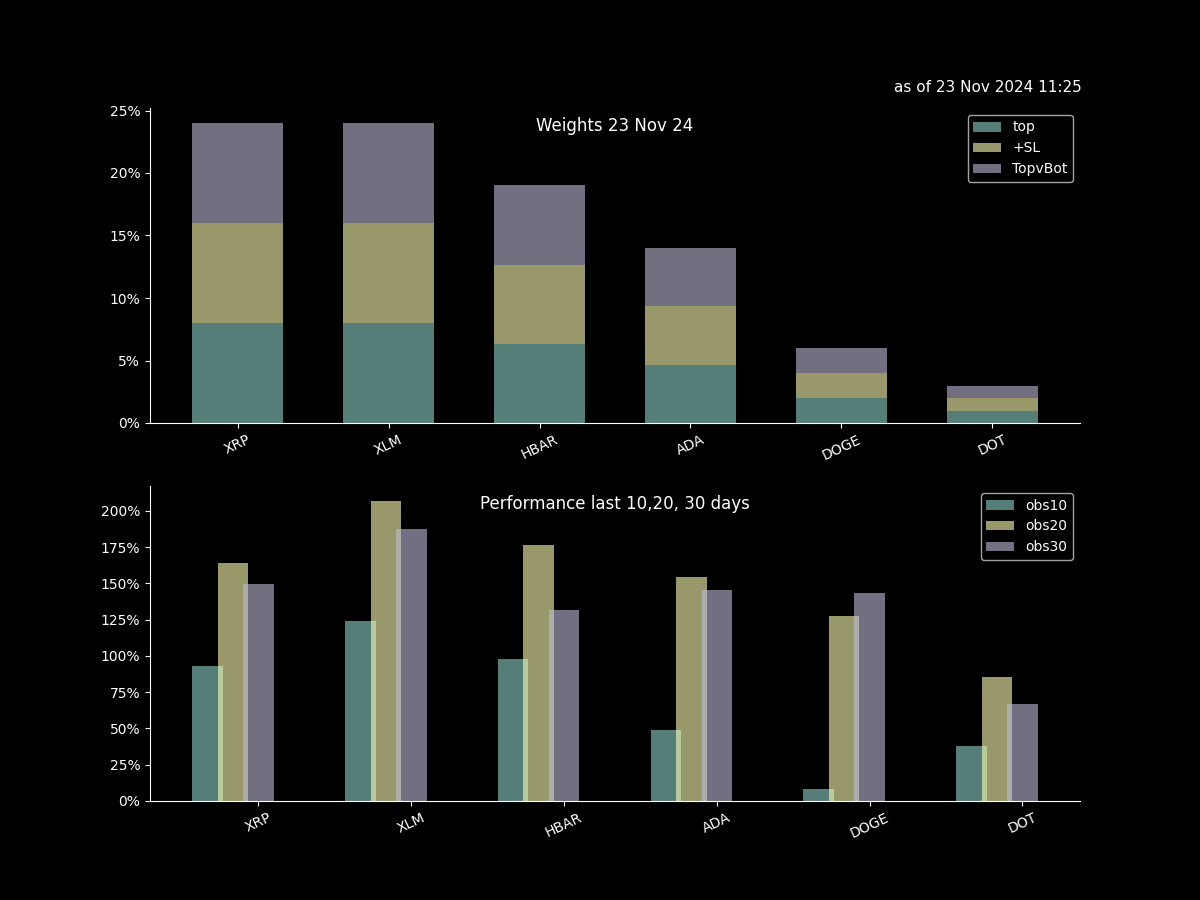 as of 23 Nov 2024 11:25
Weights 23 Nov 24
top
+SL
TopvBot
25%
20%
15%
10%
5%
0%
XRP XLM HBAR ADA DOGE DOT
Performance last 10,20, 30 days
obs10
obs20
obs30
200%
175%
150%
125%
100%
75%
50%
25%
0%
XRP XLM HBAR ADA DOGE DOT